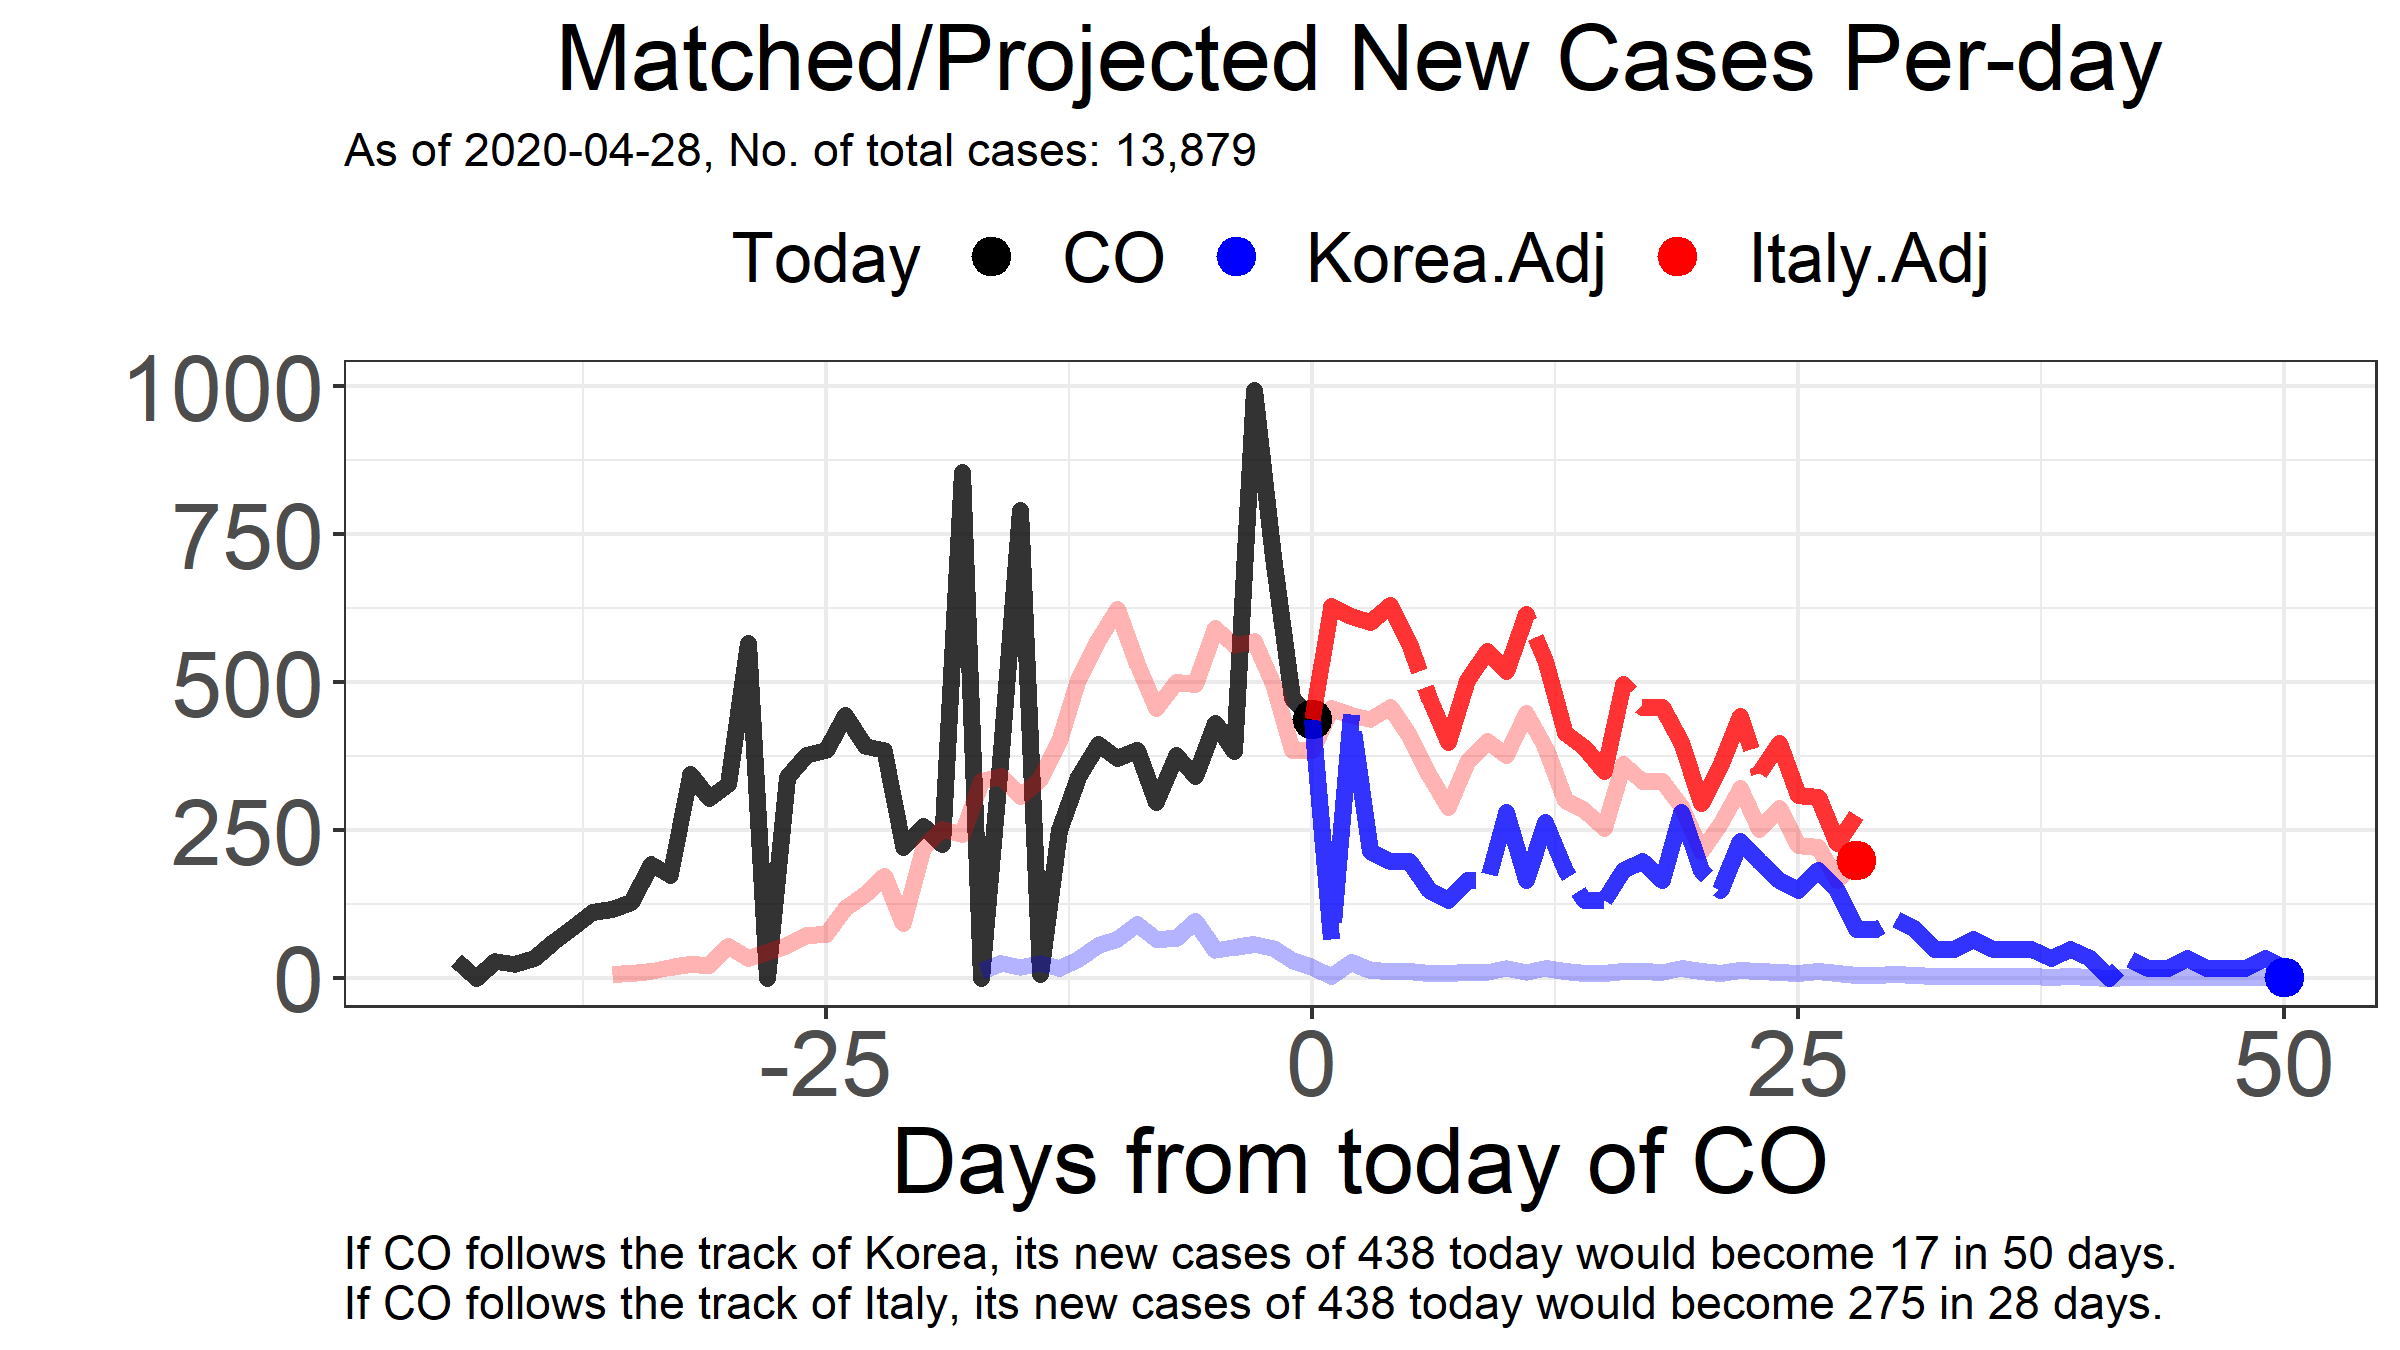 Matched/Projected New Cases Per-day
As of 2020-04-28, No. of total cases: 13,879
Today CO Korea.Adj Italy.Adj
1000
750
500
250
0
-25 0 25 50
Days from today of CO
If CO follows the track of Korea, its new cases of 438 today would become 17 in 50 days.
If CO follows the track of Italy, its new cases of 438 today would become 275 in 28 days.